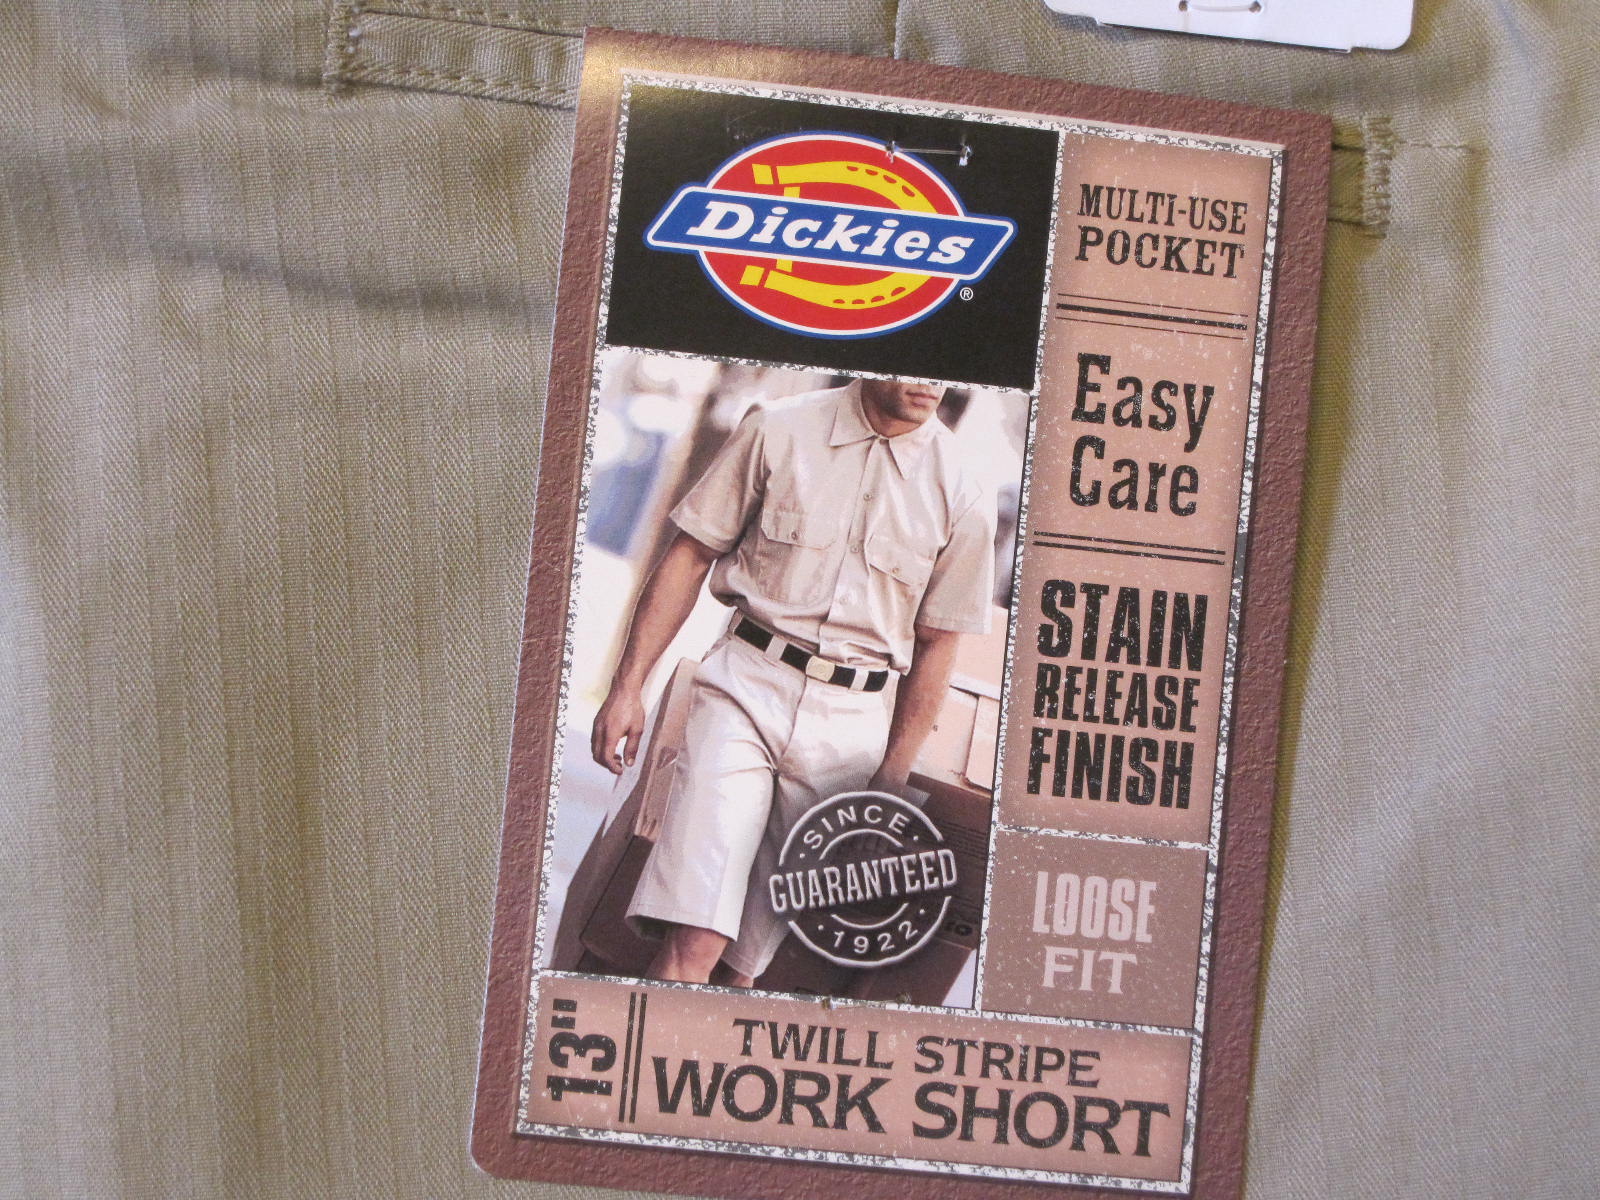 Dickies
®
MULTI-USE
POCKET
Easy
Care
STAIN
RELEASE
FINISH
LOOSE
FIT
SINCE
GUARANTEED
1922
13"
TWILL STRIPE
WORK SHORT